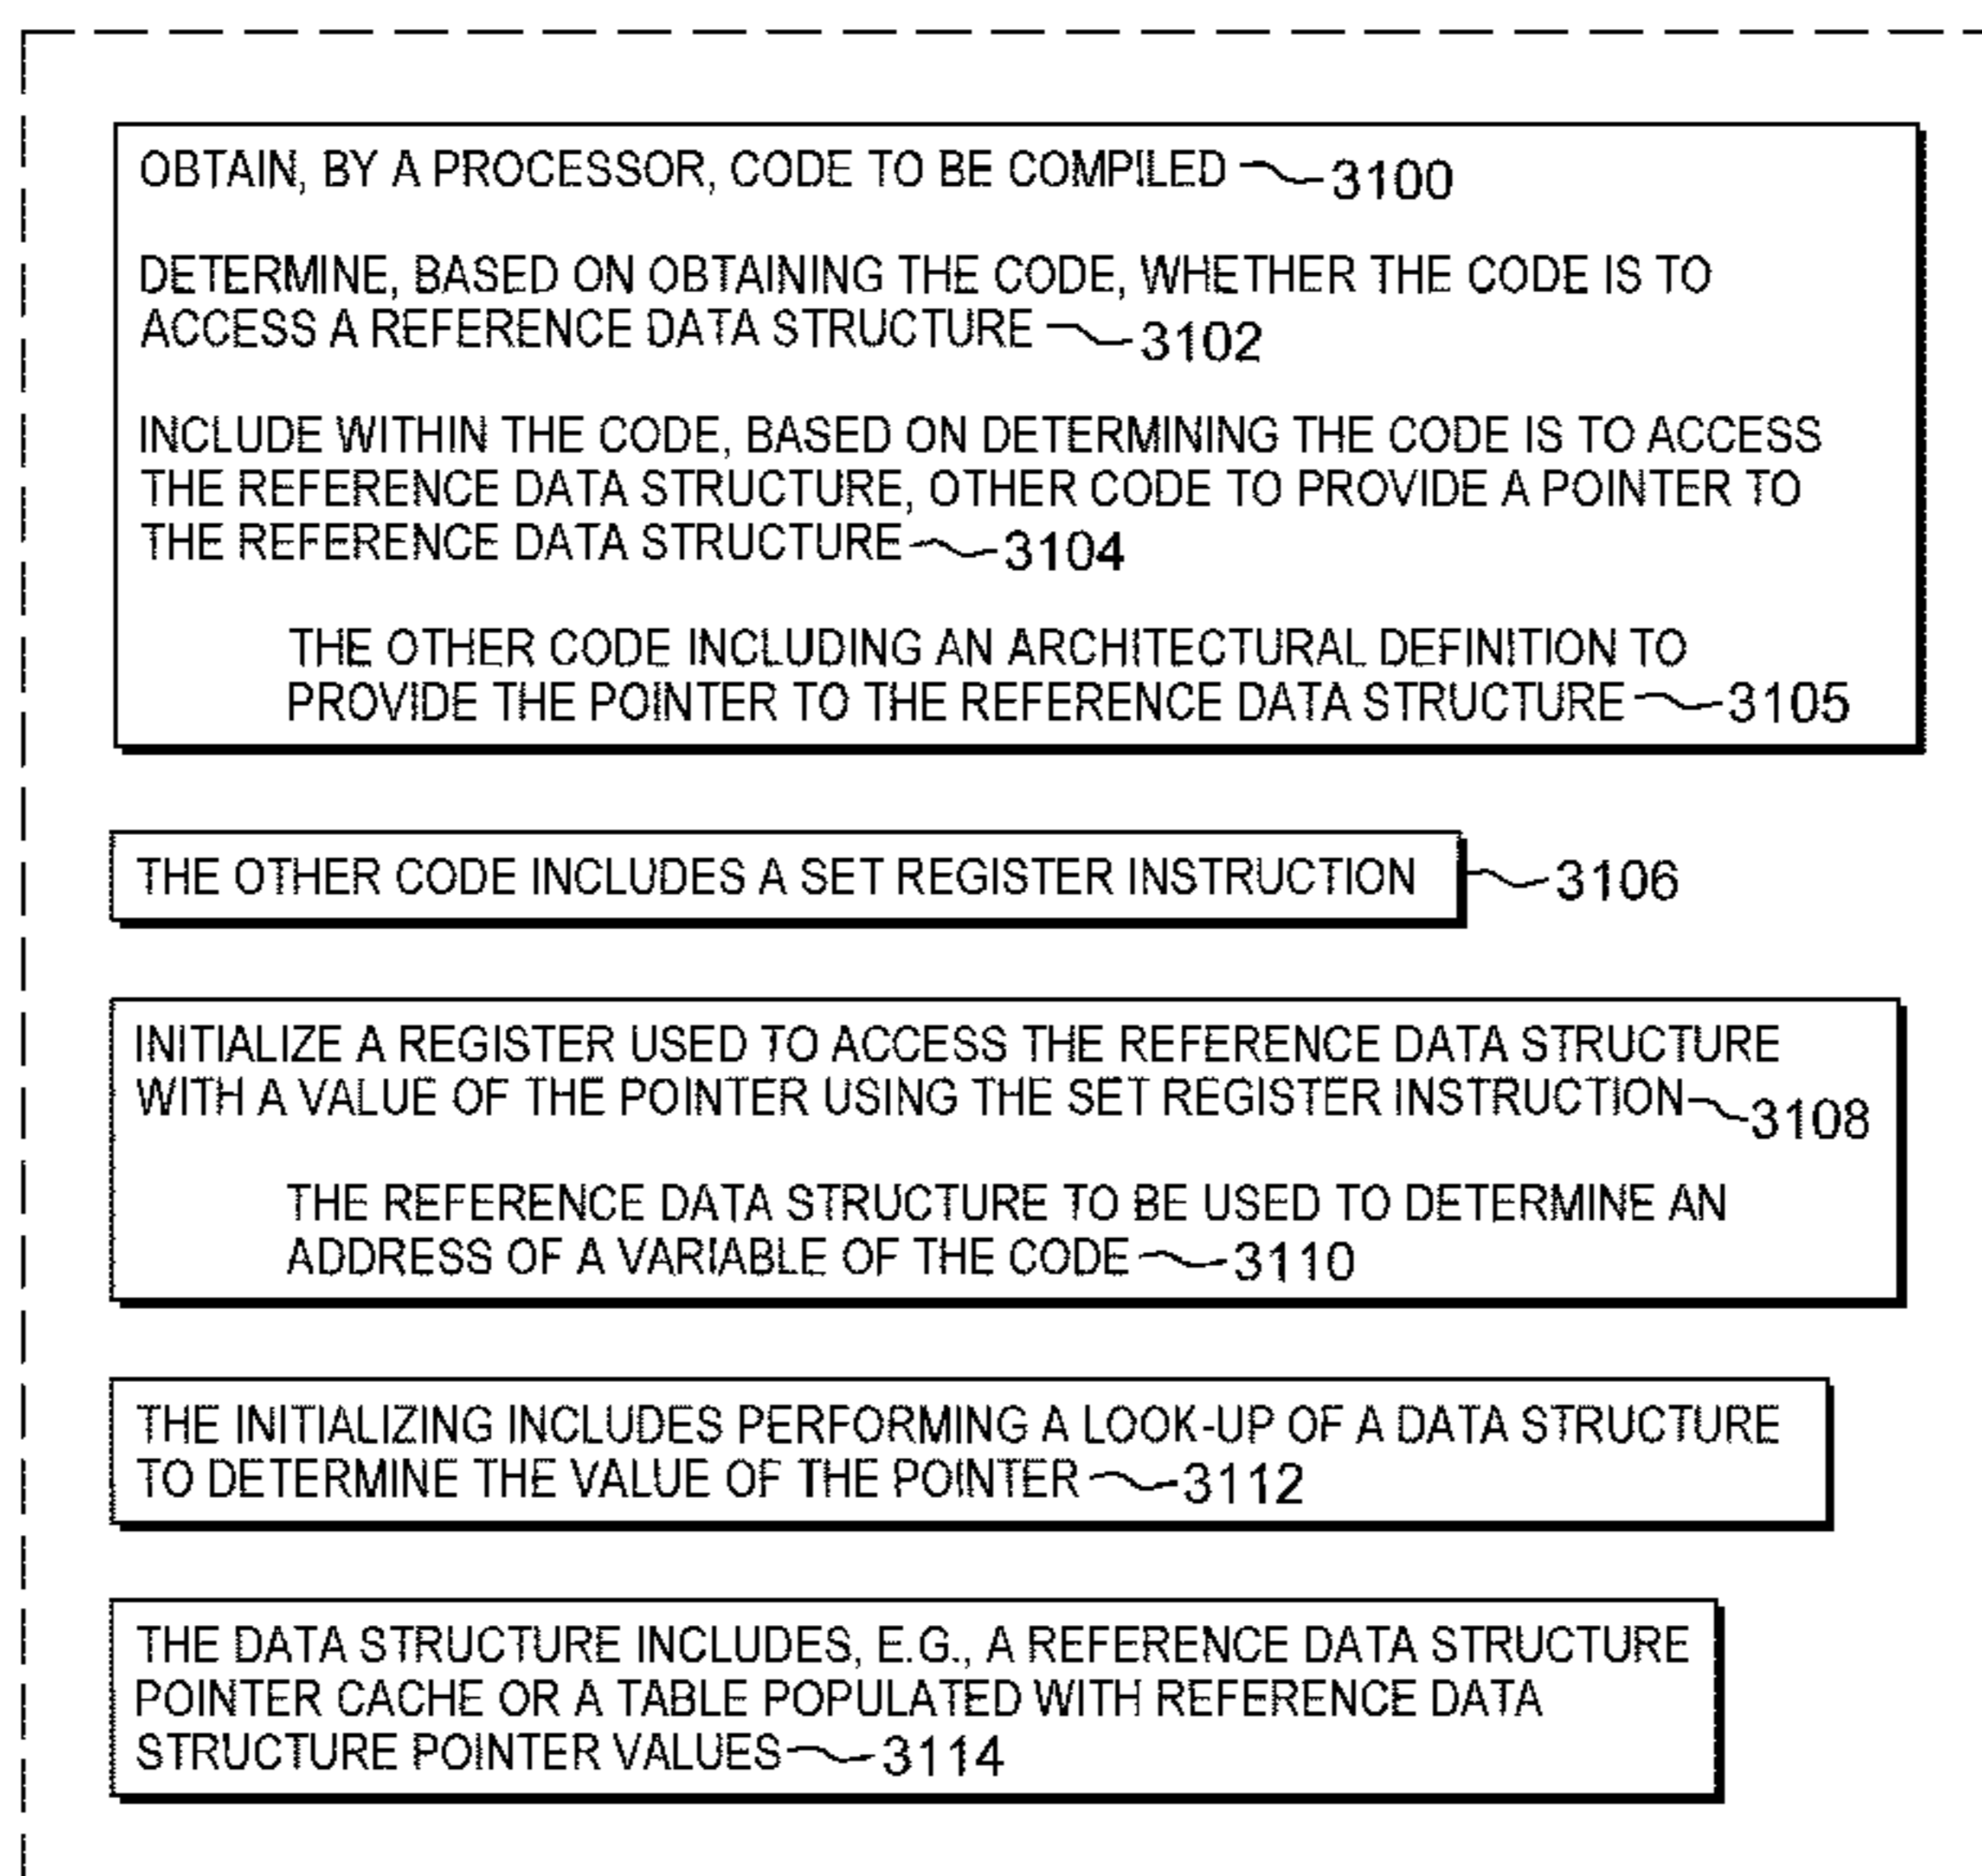 OBTAIN, BY A PROCESSOR, CODE TO BE COMPILED 3100
DETERMINE, BASED ON OBTAINING THE CODE, WHETHER THE CODE IS TO
ACCESS A REFERENCE DATA STRUCTURE 3102
INCLUDE WITHIN THE CODE, BASED ON DETERMINING THE CODE IS TO ACCESS
THE REFERENCE DATA STRUCTURE, OTHER CODE TO PROVIDE A POINTER TO
THE REFERENCE DATA STRUCTURE 3104
THE OTHER CODE INCLUDING AN ARCHITECTURAL DEFINITION TO
PROVIDE THE POINTER TO THE REFERENCE DATA STRUCTURE 3105
THE OTHER CODE INCLUDES A SET REGISTER INSTRUCTION 3106
INITIALIZE A REGISTER USED TO ACCESS THE REFERENCE DATA STRUCTURE
WITH A VALUE OF THE POINTER USING THE SET REGISTER INSTRUCTION 3108
THE REFERENCE DATA STRUCTURE TO BE USED TO DETERMINE AN
ADDRESS OF A VARIABLE OF THE CODE 3110
THE INITIALIZING INCLUDES PERFORMING A LOOK-UP OF A DATA STRUCTURE
TO DETERMINE THE VALUE OF THE POINTER 3112
THE DATA STRUCTURE INCLUDES, E.G., A REFERENCE DATA STRUCTURE
POINTER CACHE OR A TABLE POPULATED WITH REFERENCE DATA
STRUCTURE POINTER VALUES 3114